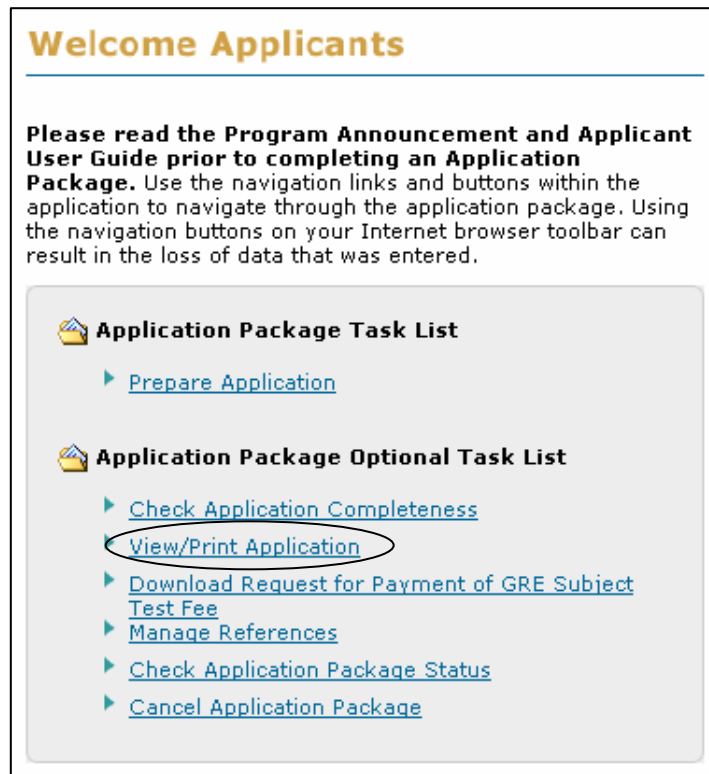 Welcome Applicants
Please read the Program Announcement and Applicant
User Guide prior to completing an Application
Package. Use the navigation links and buttons within the
application to navigate through the application package. Using
the navigation buttons on your Internet browser toolbar can
result in the loss of data that was entered.
Application Package Task List
Prepare Application
Application Package Optional Task List
Check Application Completeness
View/Print Application
Download Request for Payment of GRE Subject
Test Fee
Manage References
Check Application Package Status
Cancel Application Package